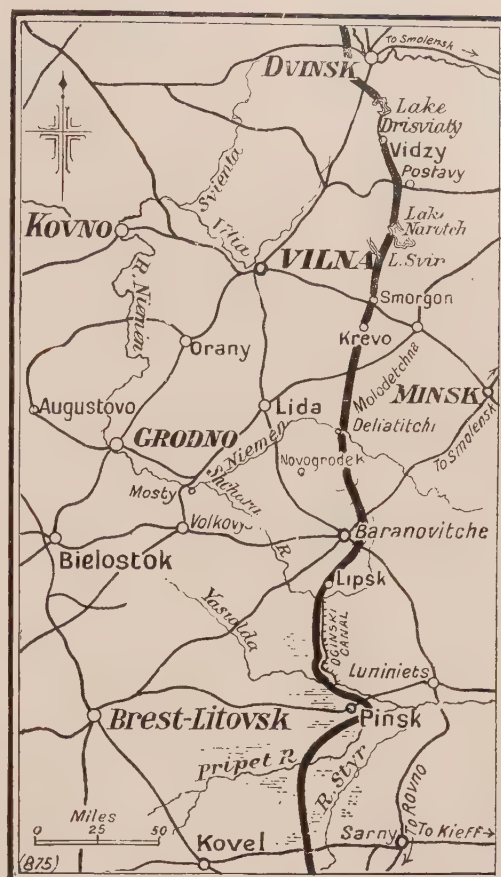 To Smolensk
DVINSK
Lake
Drisviaty
Vidzy
Postavy
Svienta
Lake
Narotch
KOVNO
Vilia
VILNA
L. Svir
R. Niemen
Smorgon
Krevo
Orany
Molodetchna
MINSK
Augustovo
Lida
Deliatitchi
To Smolensk
GRODNO
Niemen
Novogrodek
Mosty
Shchara
R
Volkovy
Baranovitche
Bielostok
Lipsk
Yasiolda
OGINSKI
CANAL
Luniniets
Brest-Litovsk
Pinsk
Pripet R
R. Styr
Miles
0 25 50
Kovel
Sarny
To Rovno
To Kieff
(875)